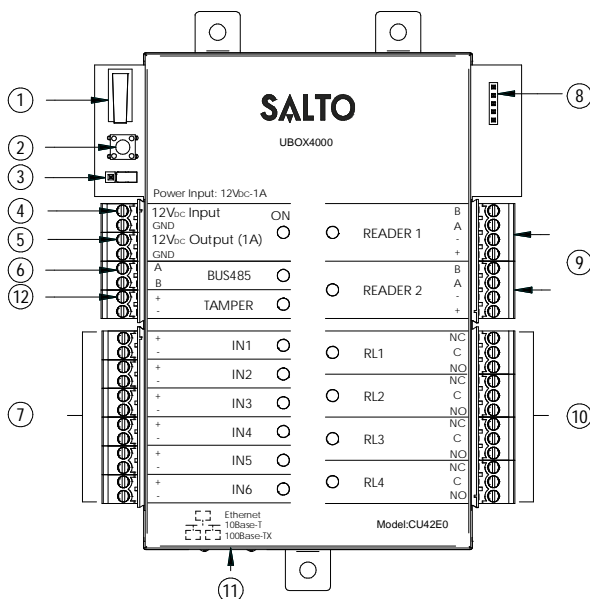 SALTO
UBOX4000
Power Input: 12VDC-1A
1
2
3
4
5
6
12
7
8
9
10
11
12VDC Input
GND
12VDC Output (1A)
GND
ON
A
B
BUS485
+
-
TAMPER
+
-
IN1
+
-
IN2
+
-
IN3
+
-
IN4
+
-
IN5
+
-
IN6
READER 1
B
A
-
+
READER 2
B
A
-
+
RL1
NC
C
NO
RL2
NC
C
NO
RL3
NC
C
NO
RL4
NC
C
NO
Ethernet
10Base-T
100Base-TX
Model:CU42E0